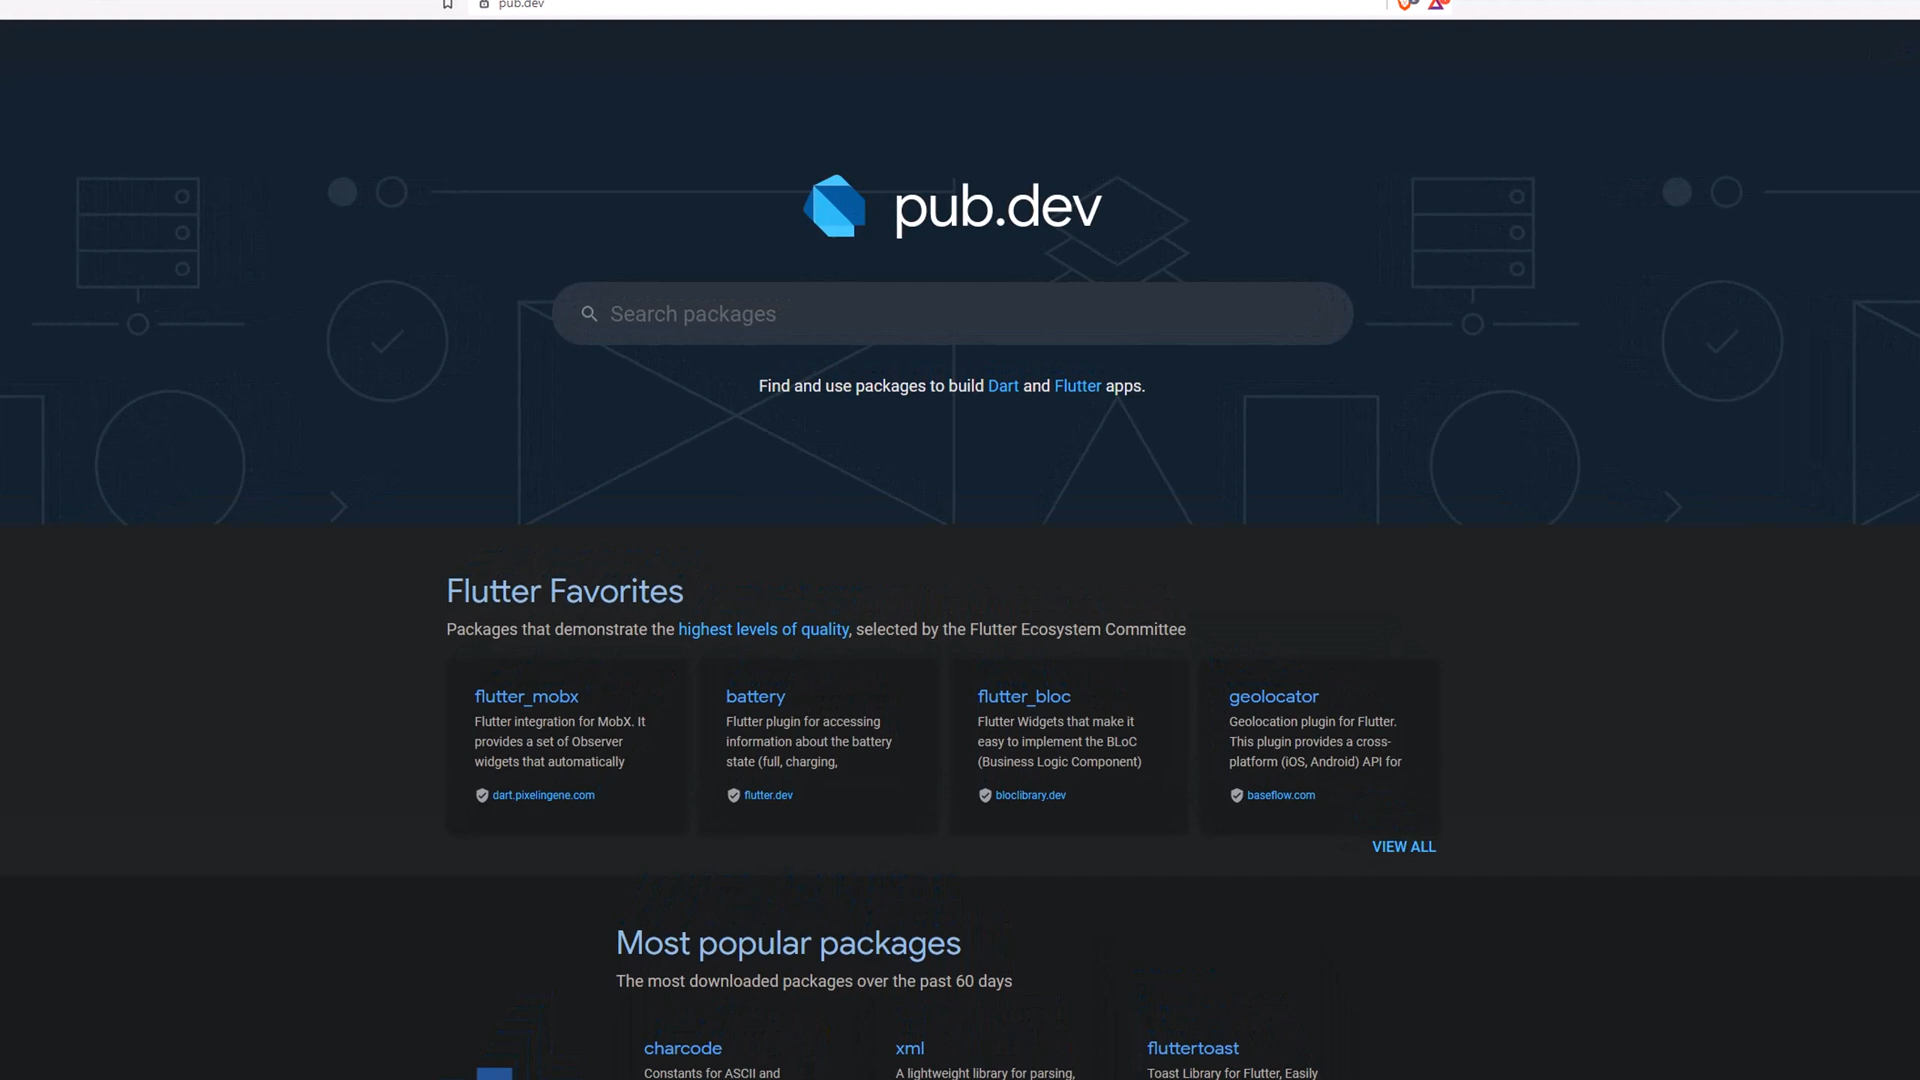 pub.dev
pub.dev
Search packages
Find and use packages to build Dart and Flutter apps.
Flutter Favorites
Packages that demonstrate the highest levels of quality, selected by the Flutter Ecosystem Committee
flutter_mobx
Flutter integration for MobX. It
provides a set of Observer
widgets that automatically
dart.pixelingene.com
battery
Flutter plugin for accessing
information about the battery
state (full, charging,
flutter.dev
flutter_bloc
Flutter Widgets that make it
easy to implement the BLoC
(Business Logic Component)
bloclibrary.dev
geolocator
Geolocation plugin for Flutter.
This plugin provides a cross-
platform (iOS, Android) API for
baseflow.com
VIEW ALL
Most popular packages
The most downloaded packages over the past 60 days
charcode
Constants for ASCII and
xml
A lightweight library for parsing,
fluttertoast
Toast Library for Flutter, Easily